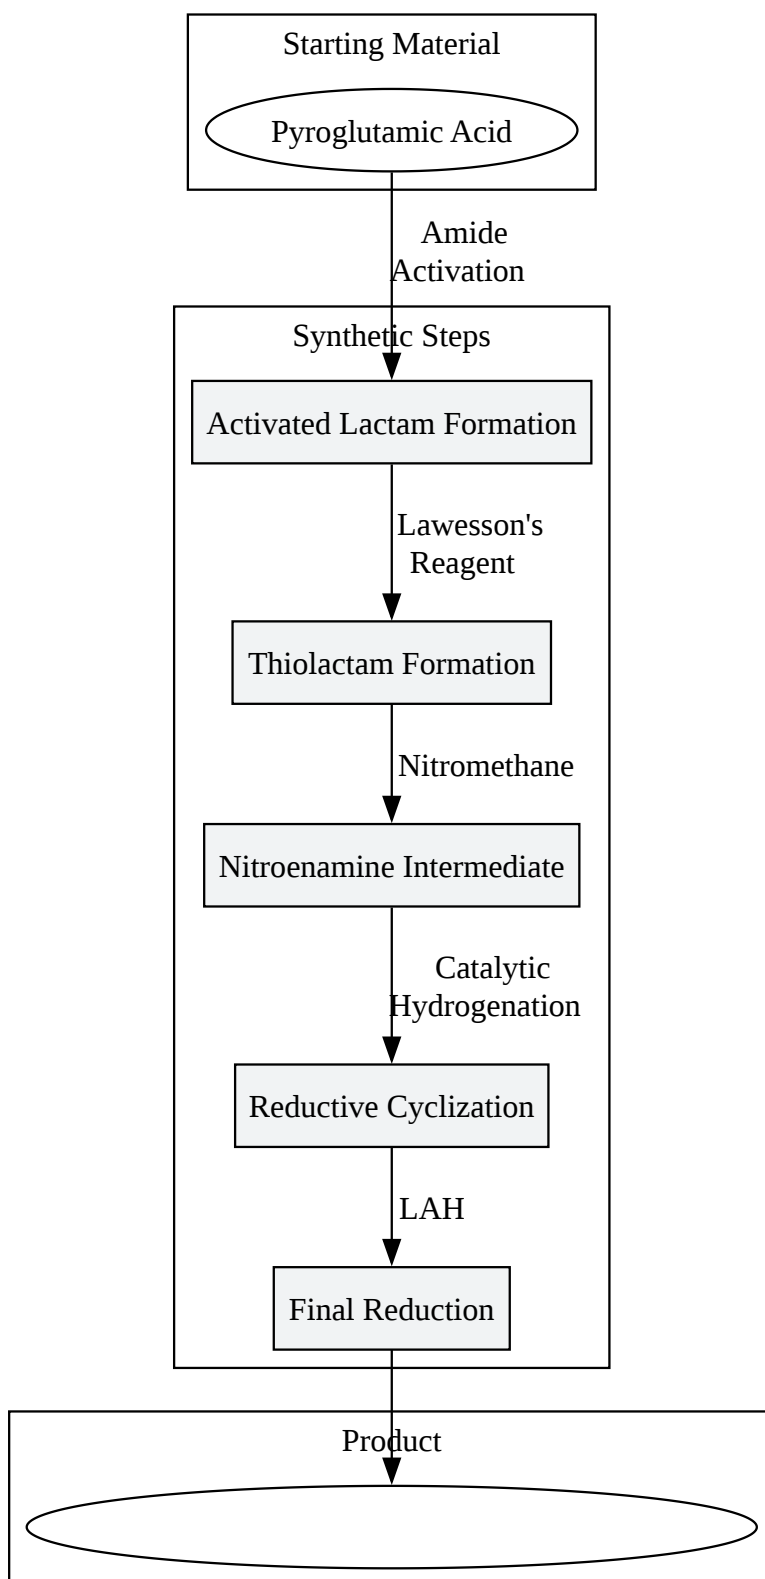 Starting Material
Pyroglutamic Acid
Amide
Activation
Synthetic Steps
Activated Lactam Formation
Lawesson's
Reagent
Thiolactam Formation
Nitromethane
Nitroenamine Intermediate
Catalytic
Hydrogenation
Reductive Cyclization
LAH
Final Reduction
Product